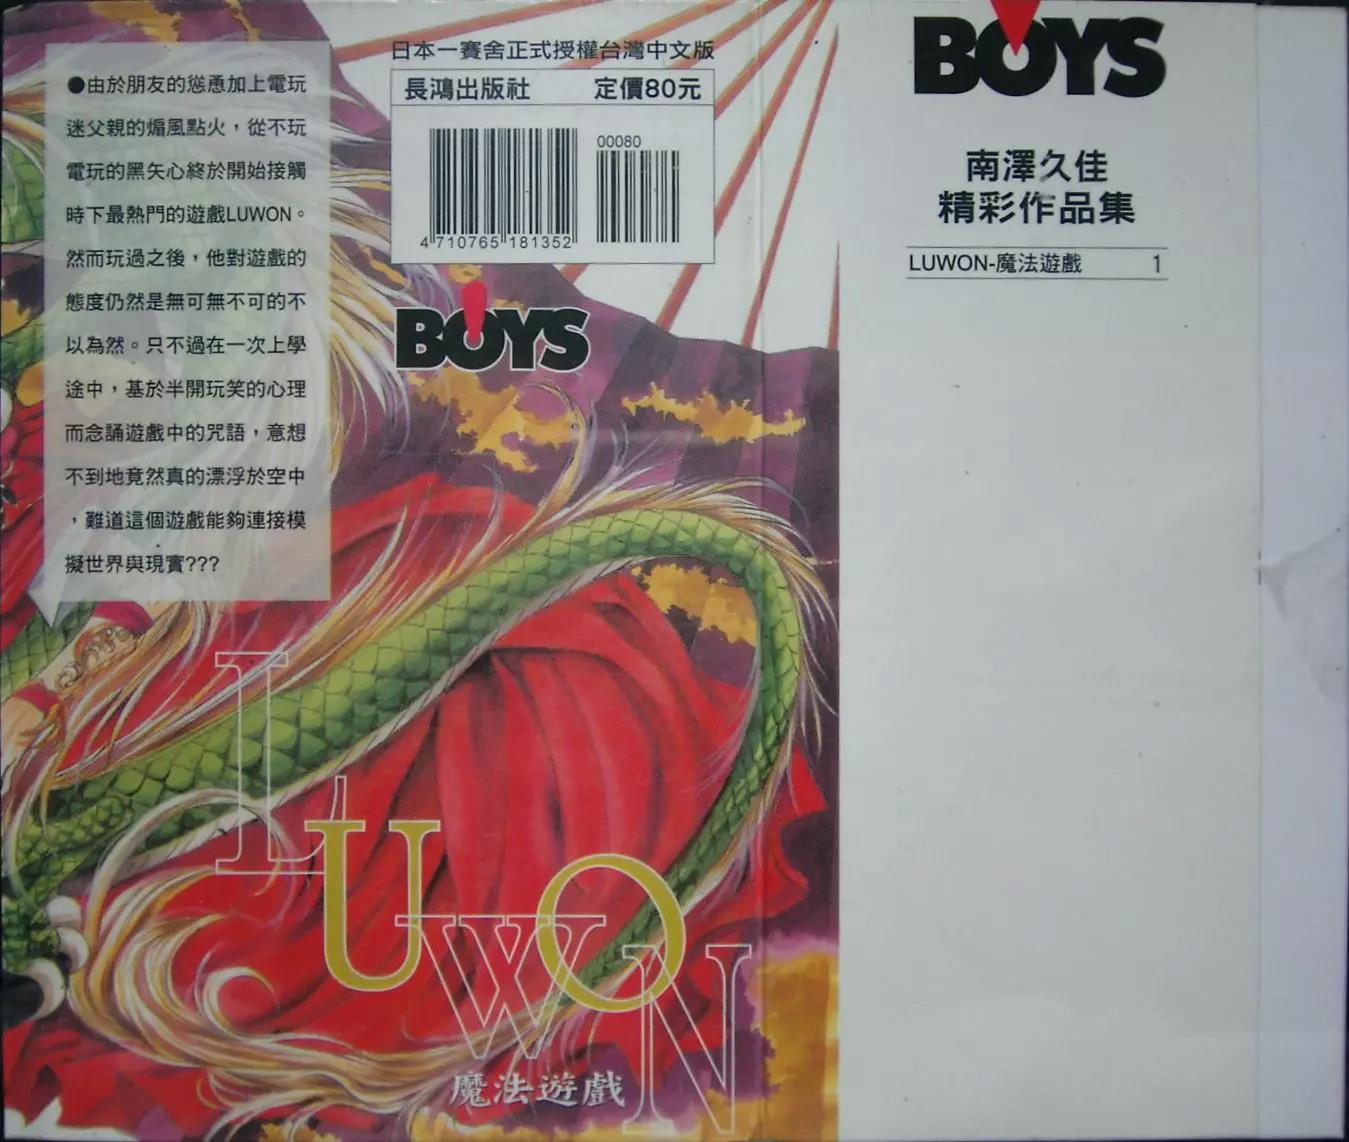 ●由於朋友的慫恿加上電玩
迷父親的煽風點火，從不玩
電玩的黑矢心終於開始接觸
時下最熱門的遊戲LUWON。
然而玩過之後，他對遊戲的
態度仍然是無可無不可的不
以為然。只不過在一次上學
途中，基於半開玩笑的心理
而念誦遊戲中的咒語，意想
不到地竟然真的漂浮於空中
，難道這個遊戲能夠連接模
擬世界與現實???
日本一賽舍正式授權台灣中文版
長鴻出版社 定價80元
00080
4 710765 181352
BOYS
LUWON
魔法遊戲
BOYS
南澤久佳
精彩作品集
LUWON-魔法遊戲 1